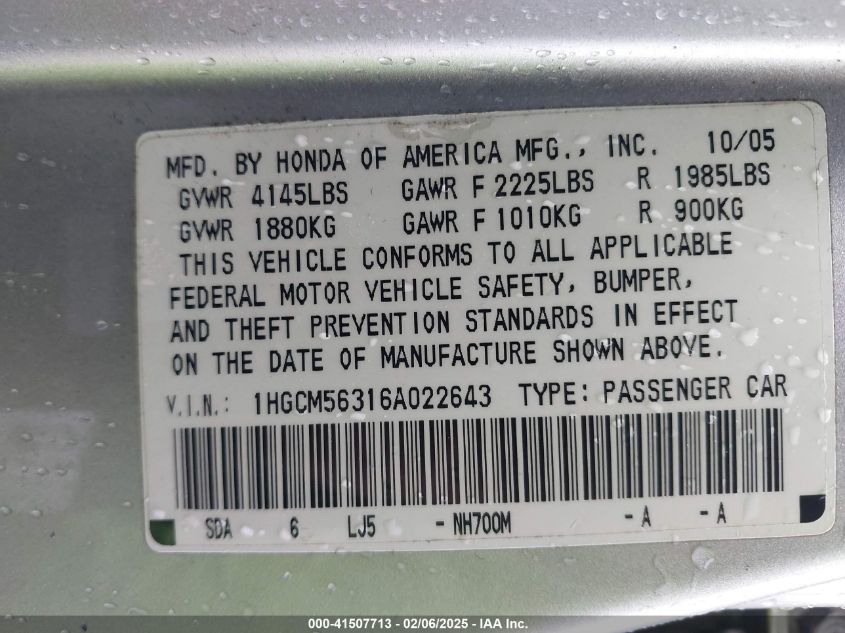 MFD. BY HONDA OF AMERICA MFG., INC. 10/05
GVWR 4145LBS GAWR F 2225LBS R 1985LBS
GVWR 1880KG GAWR F 1010KG R 900KG
THIS VEHICLE CONFORMS TO ALL APPLICABLE
FEDERAL MOTOR VEHICLE SAFETY, BUMPER,
AND THEFT PREVENTION STANDARDS IN EFFECT
ON THE DATE OF MANUFACTURE SHOWN ABOVE.
V.I.N.: 1HGCM56316A022643 TYPE: PASSENGER CAR
SDA 6 LJ5 - NH700M - A - A
000-41507713 - 02/06/2025 - IAA Inc.